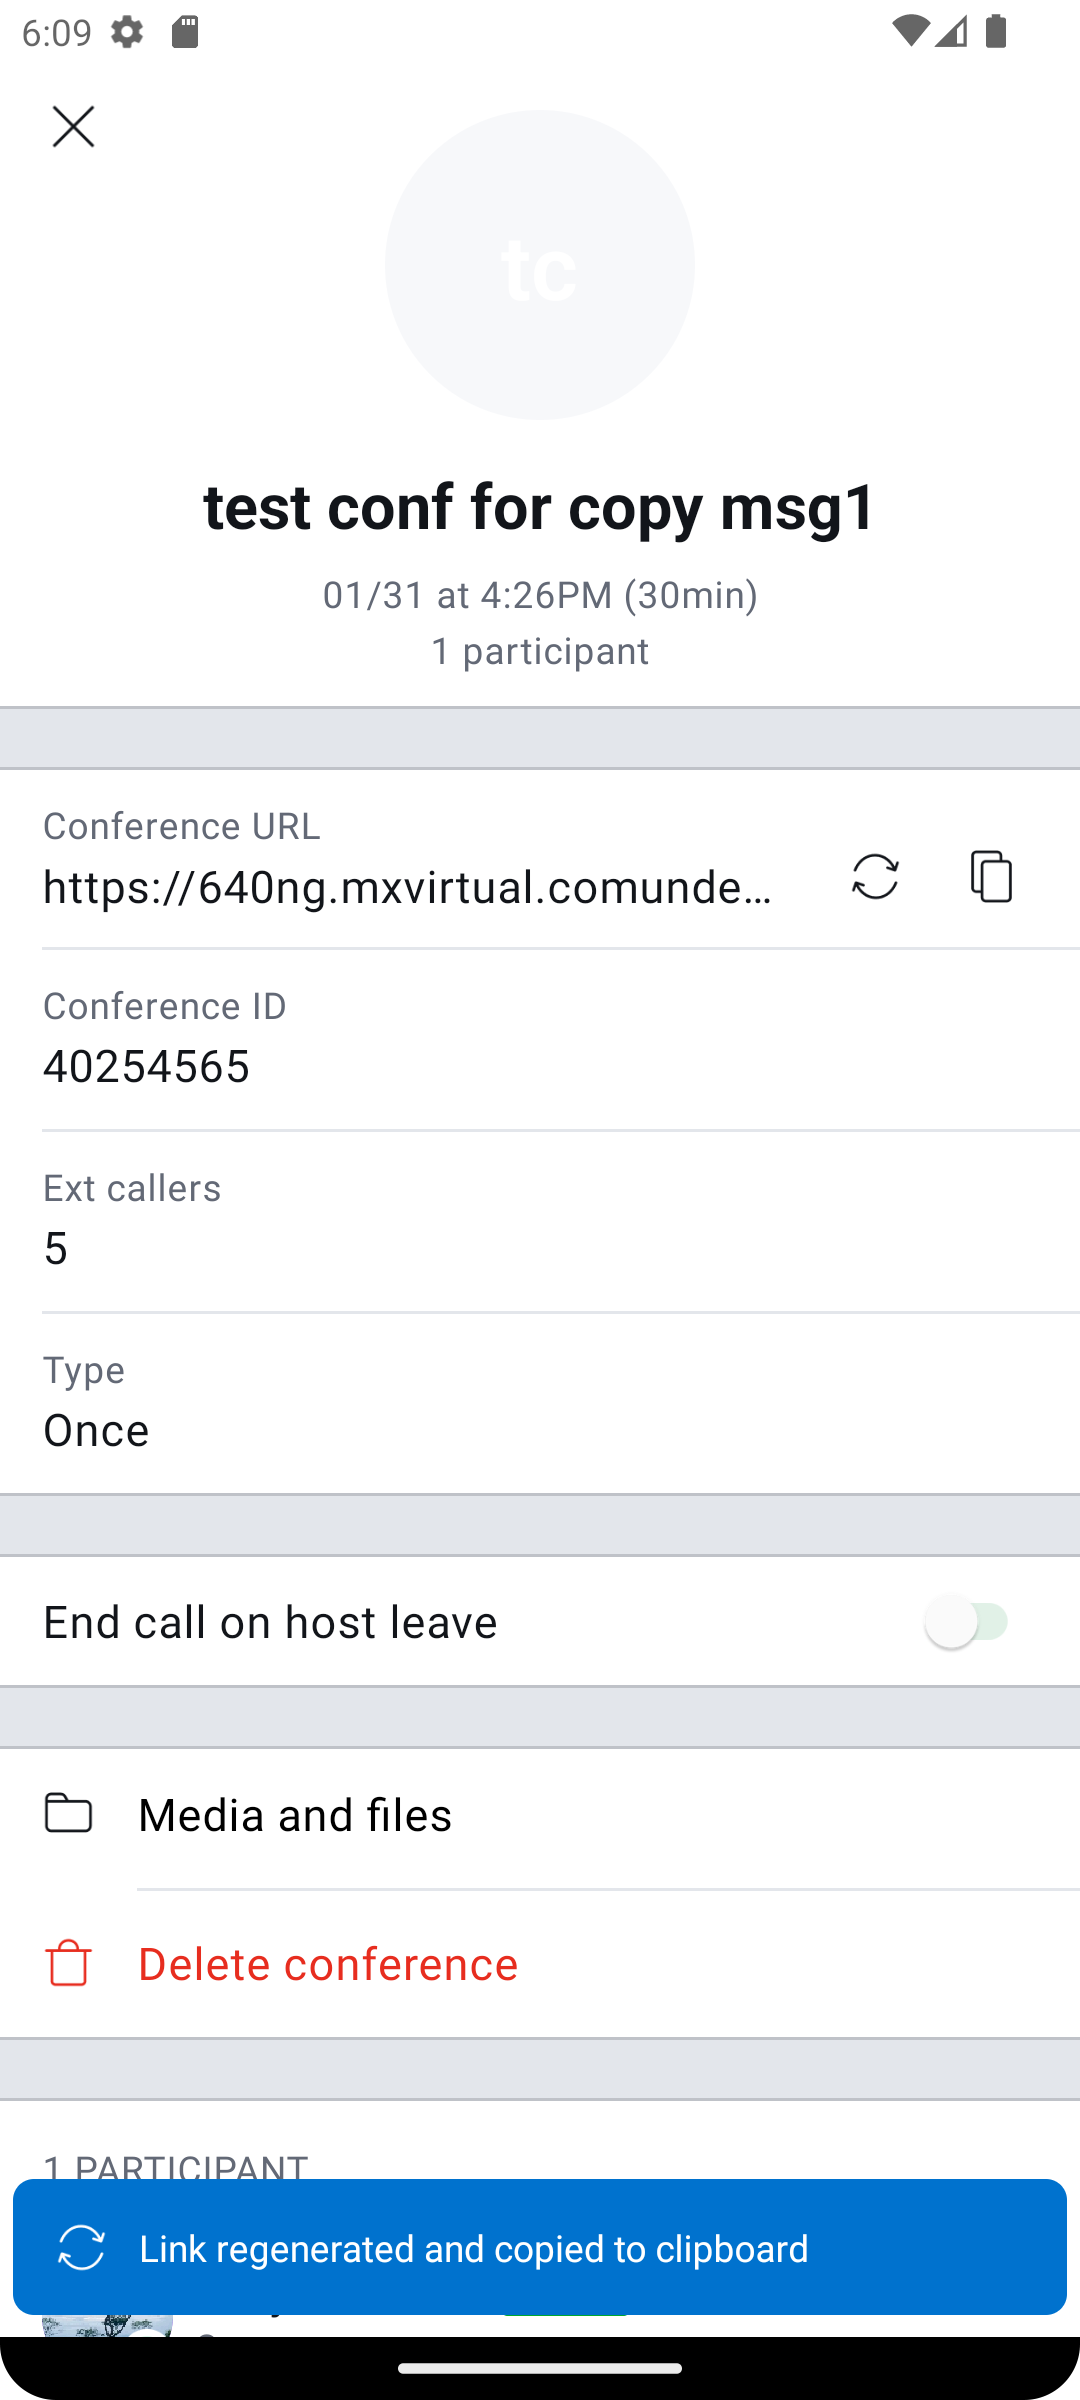 6:09
tc
test conf for copy msg1
01/31 at 4:26PM (30min)
1 participant
Conference URL
https://640ng.mxvirtual.comunde…
Conference ID
40254565
Ext callers
5
Type
Once
End call on host leave
Media and files
Delete conference
1 PARTICIPANT
Link regenerated and copied to clipboard